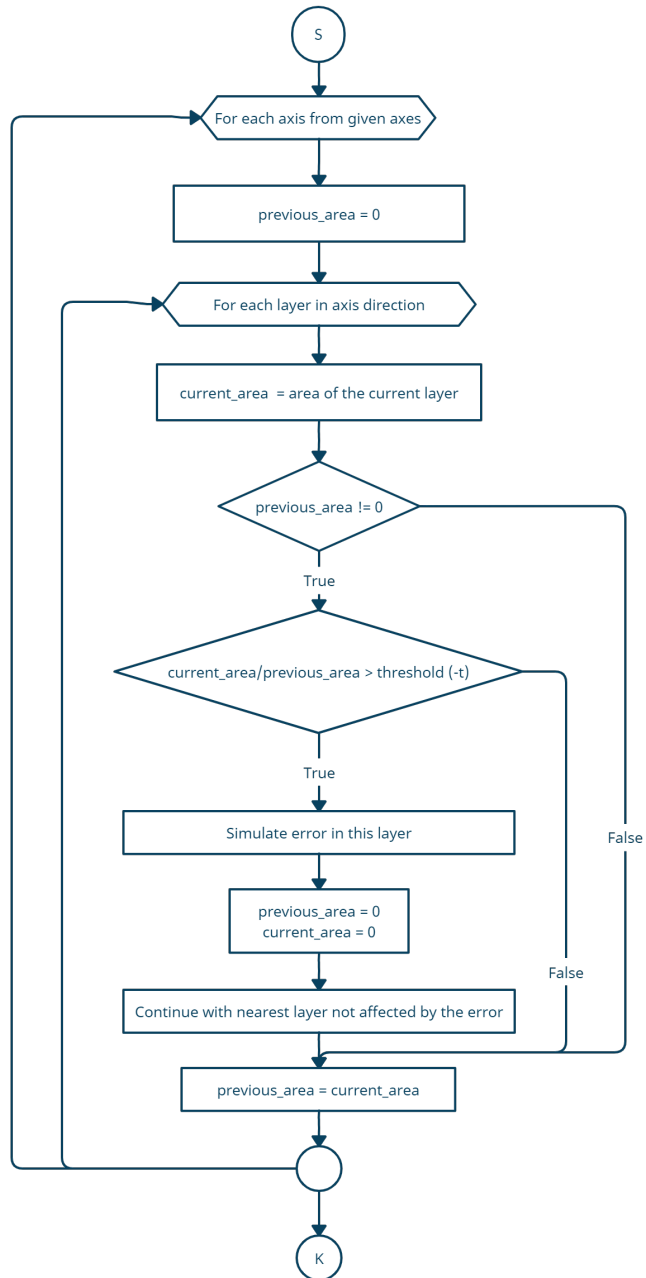 S
For each axis from given axes
previous_area = 0
For each layer in axis direction
current_area  = area of the current layer
previous_area != 0
True
current_area/previous_area > threshold (-t)
True
Simulate error in this layer
False
previous_area = 0
current_area = 0
False
Continue with nearest layer not affected by the error
previous_area = current_area
K